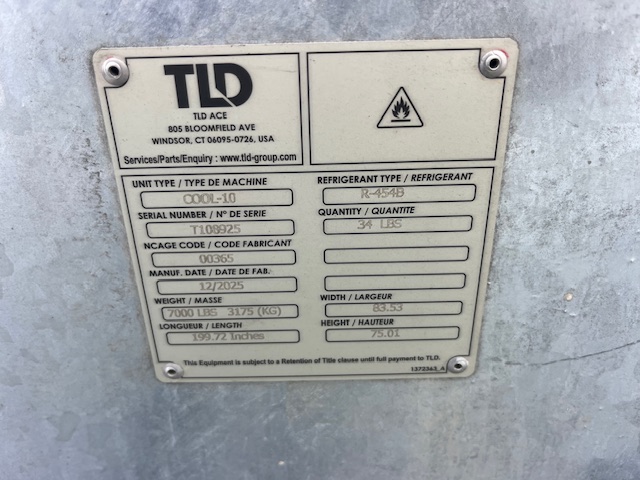 TLD
TLD ACE
805 BLOOMFIELD AVE
WINDSOR, CT 06095-0726, USA
Services/Parts/Enquiry : www.tld-group.com
UNIT TYPE / TYPE DE MACHINE
COOL-10
SERIAL NUMBER / N° DE SERIE
T108925
NCAGE CODE / CODE FABRICANT
00365
MANUF. DATE / DATE DE FAB.
12/2025
WEIGHT / MASSE
7000 LBS 3175 (KG)
LONGUEUR / LENGTH
199.72 Inches
REFRIGERANT TYPE / REFRIGERANT
R-454B
QUANTITY / QUANTITE
34 LBS
WIDTH / LARGEUR
83.53
HEIGHT / HAUTEUR
75.01
This Equipment is subject to a Retention of Title clause until full payment to TLD.
1372363_A